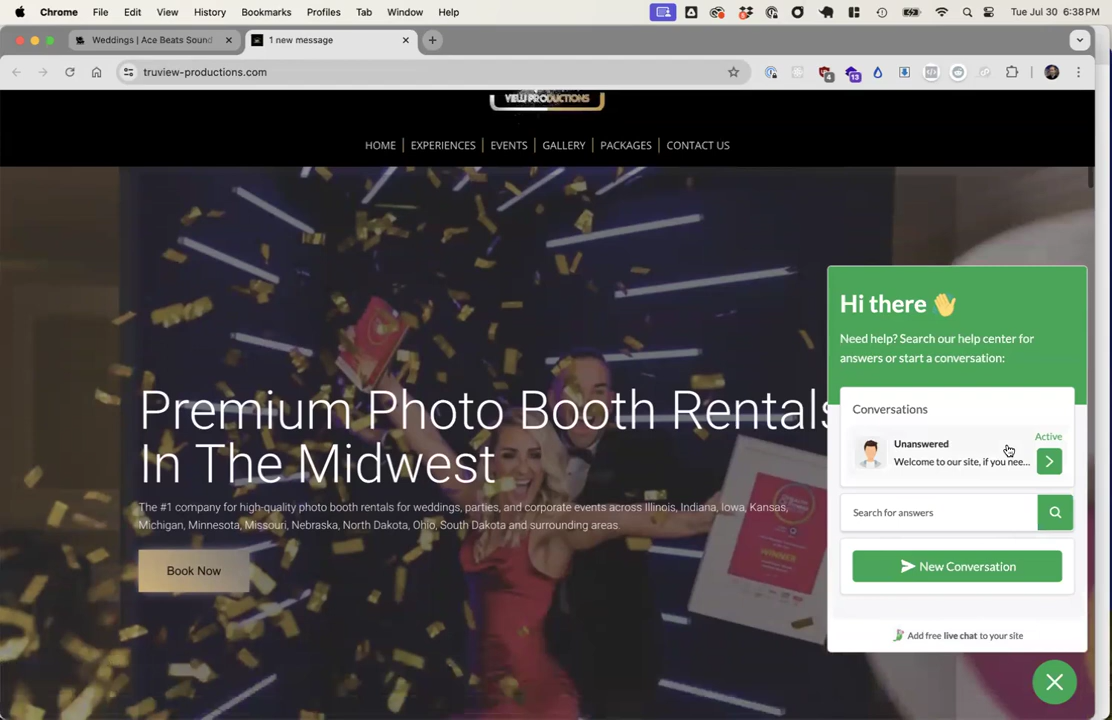 Chrome File Edit View History Bookmarks Profiles Tab Window Help Tue Jul 30 6:38 PM
Weddings | Ace Beats Sound
1 new message
truview-productions.com
4
13
VIEW PRODUCTIONS
HOME EXPERIENCES EVENTS GALLERY PACKAGES CONTACT US
Premium Photo Booth Rentals
In The Midwest
The #1 company for high-quality photo booth rentals for weddings, parties, and corporate events across Illinois, Indiana, Iowa, Kansas,
Michigan, Minnesota, Missouri, Nebraska, North Dakota, Ohio, South Dakota and surrounding areas.
Book Now
WINNER
Hi there 👋
Need help? Search our help center for
answers or start a conversation:
Conversations
Active
Unanswered
Welcome to our site, if you nee...
Search for answers
New Conversation
Add free live chat to your site